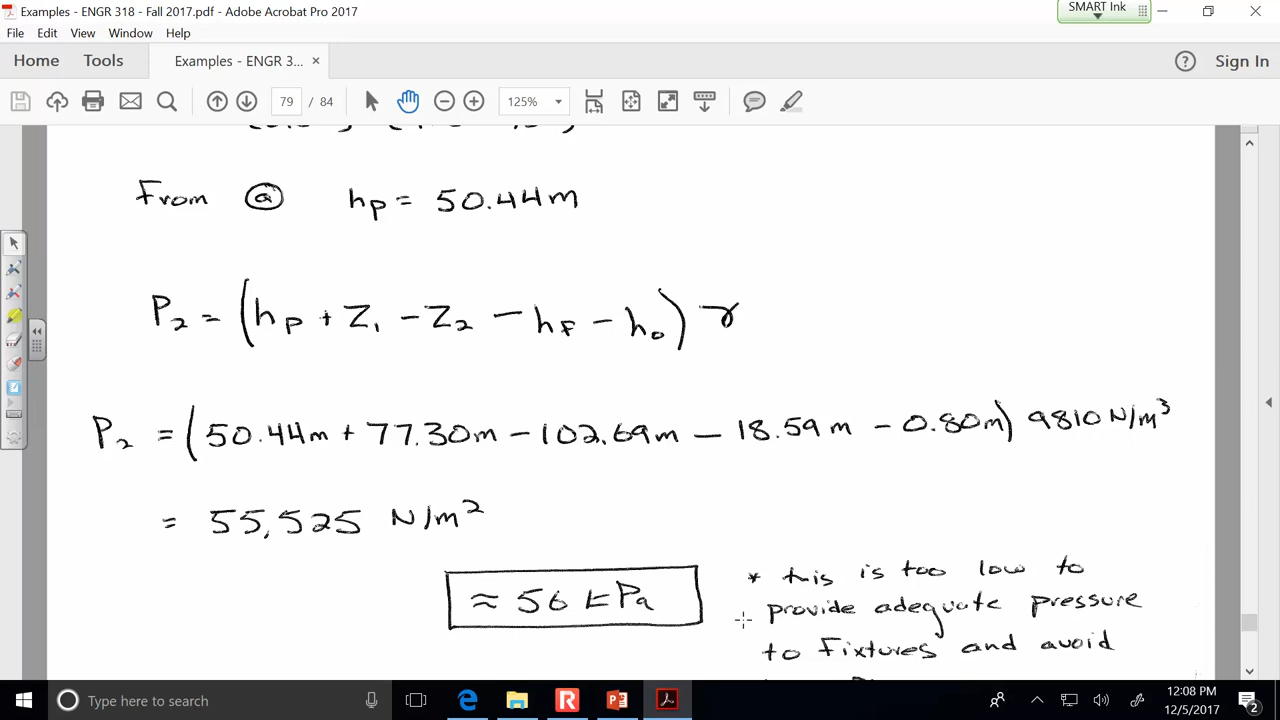 Examples - ENGR 318 - Fall 2017.pdf - Adobe Acrobat Pro 2017
SMART Ink
File Edit View Window Help
Home Tools Examples - ENGR 3... × Sign In
79 / 84 125%
From ⓐ hp = 50.44m
P₂ = (hp + Z₁ - Z₂ - hf - h₀) γ
P₂ = (50.44m + 77.30m - 102.69m - 18.59m - 0.80m) 9810 N/m³
= 55,525 N/m²
≈ 56 kPa
* this is too low to
provide adequate pressure
to fixtures and avoid
Type here to search
12:08 PM
12/5/2017
2